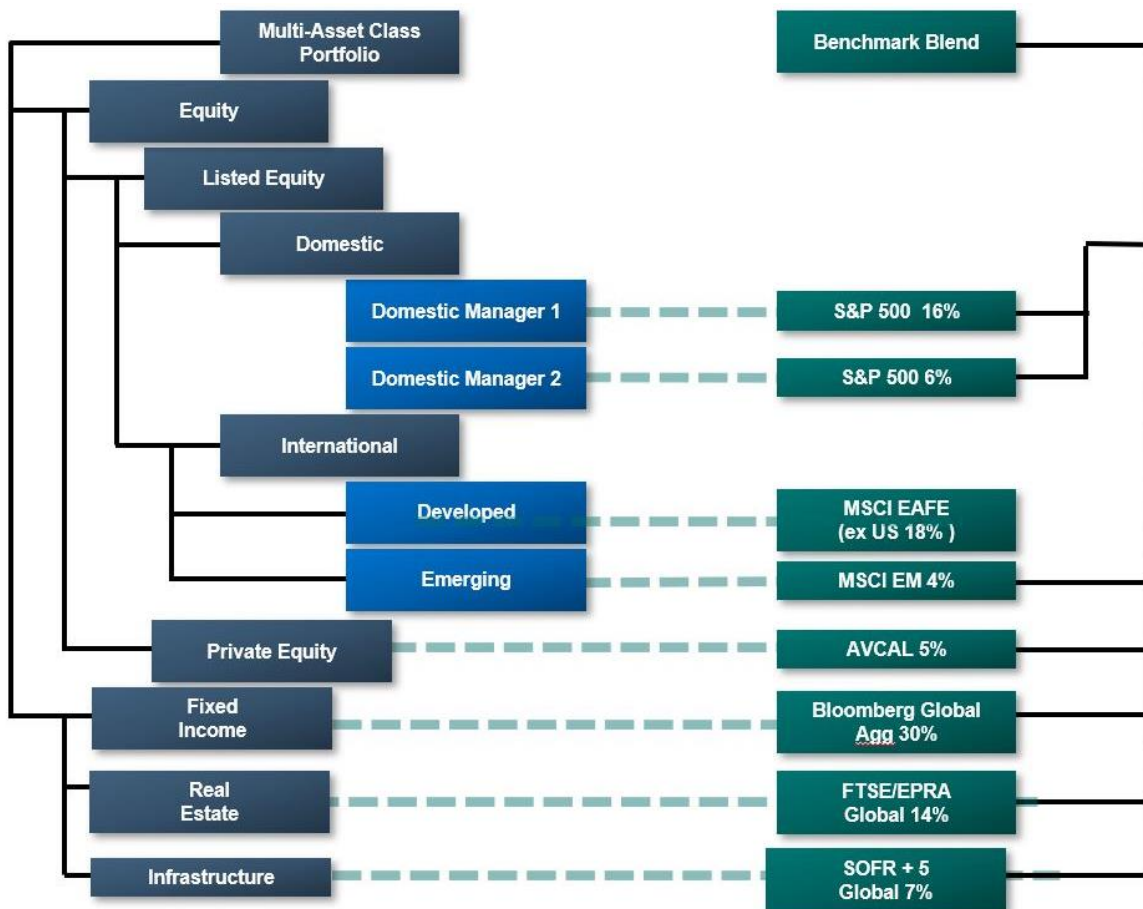 Multi-Asset Class
Portfolio
Benchmark Blend
Equity
Listed Equity
Domestic
Domestic Manager 1
S&P 500 16%
Domestic Manager 2
S&P 500 6%
International
Developed
MSCI EAFE
(ex US 18% )
Emerging
MSCI EM 4%
Private Equity
AVCAL 5%
Fixed
Income
Bloomberg Global
Agg 30%
Real
Estate
FTSE/EPRA
Global 14%
Infrastructure
SOFR + 5
Global 7%